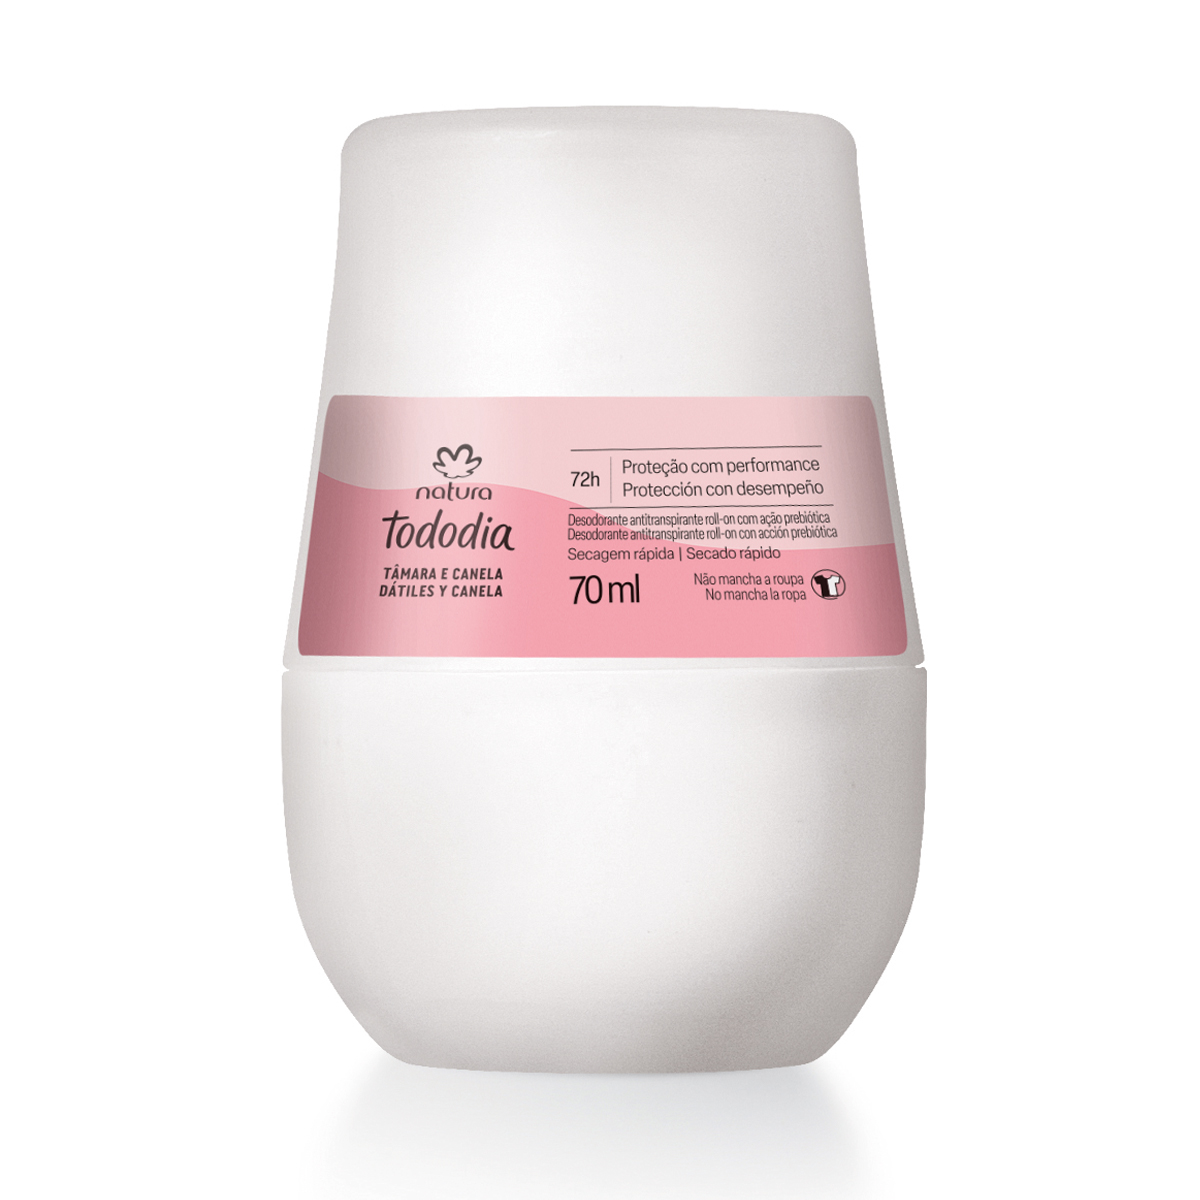 natura
Tododia
TÂMARA E CANELA
DÁTILES Y CANELA
72h
Proteção com performance
Protección con desempeño
Desodorante antitranspirante roll-on com ação prebiótica
Desodorante antitranspirante roll-on con acción prebiótica
Secagem rápida | Secado rápido
70 ml
Não mancha a roupa
No mancha la ropa